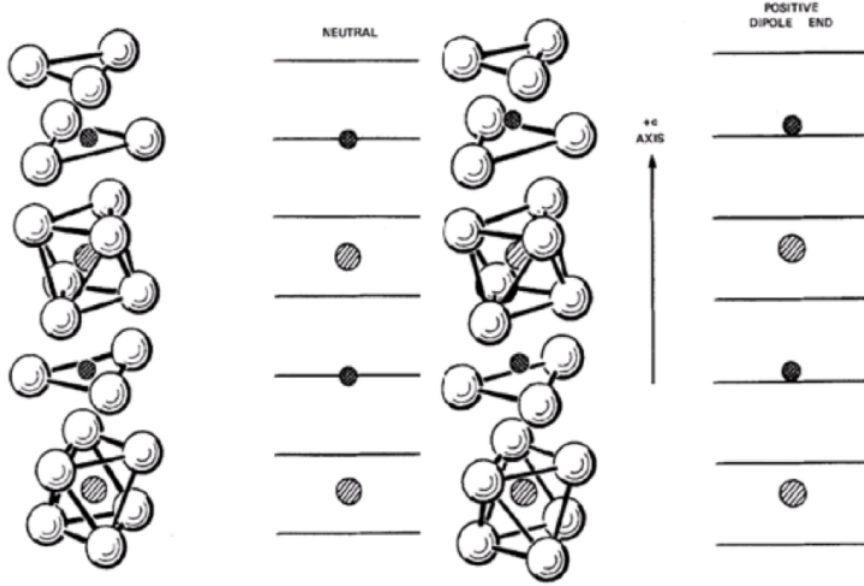 NEUTRAL
POSITIVE
DIPOLE END
+c
AXIS